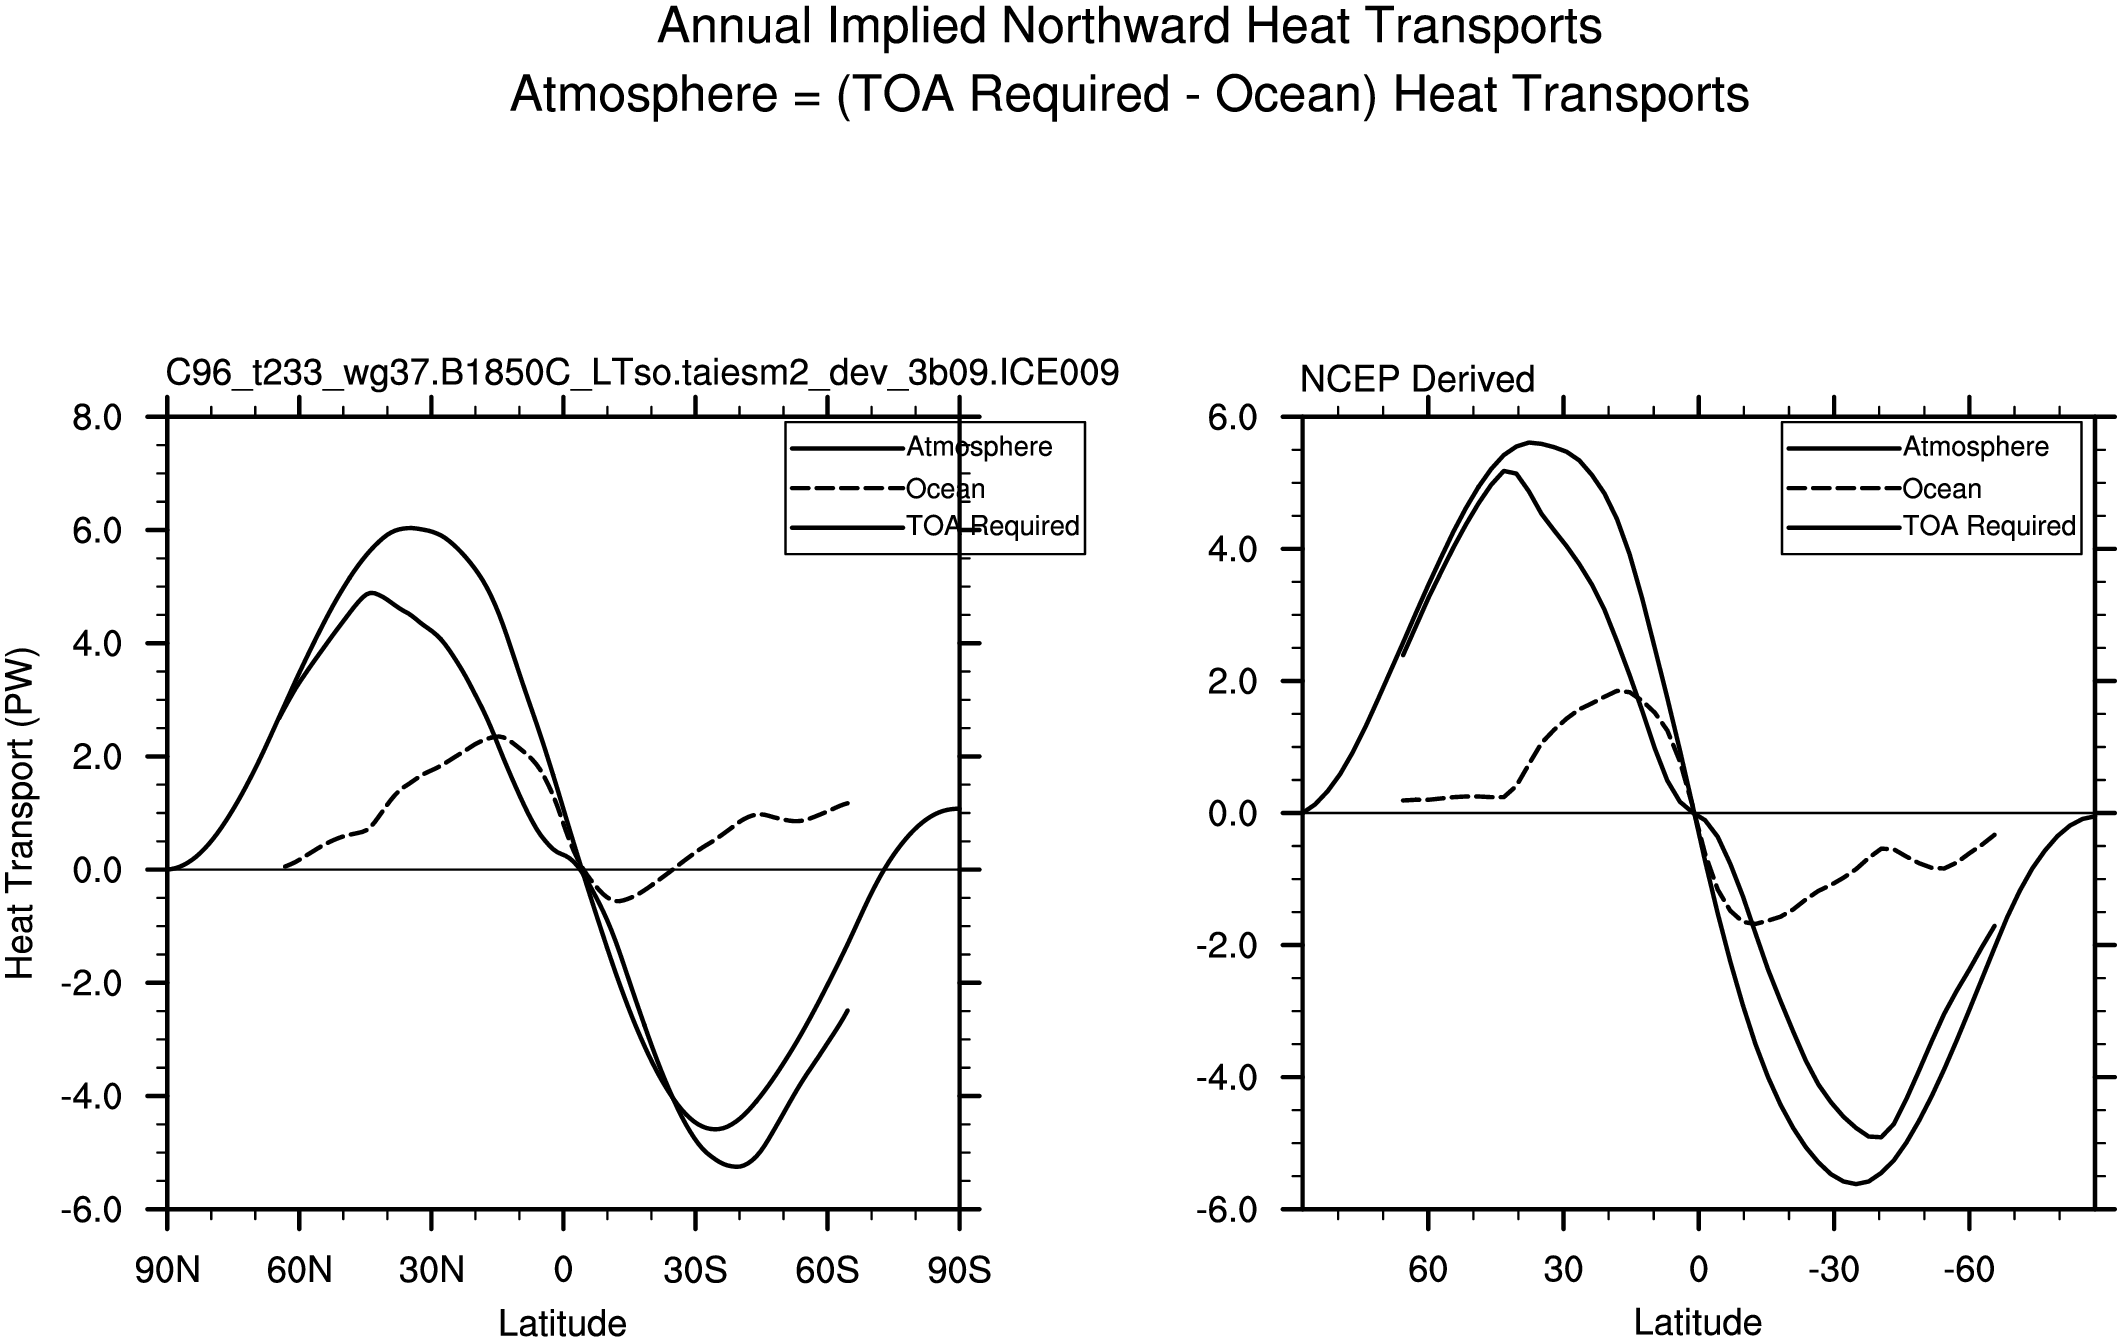 Annual Implied Northward Heat Transports
Atmosphere = (TOA Required - Ocean) Heat Transports
C96_t233_wg37.B1850C_LTso.taiesm2_dev_3b09.ICE009
8.0
6.0
4.0
2.0
0.0
-2.0
-4.0
-6.0
Heat Transport (PW)
Atmosphere
Ocean
TOA Required
90N 60N 30N 0 30S 60S 90S
Latitude
NCEP Derived
6.0
4.0
2.0
0.0
-2.0
-4.0
-6.0
Atmosphere
Ocean
TOA Required
60 30 0 -30 -60
Latitude